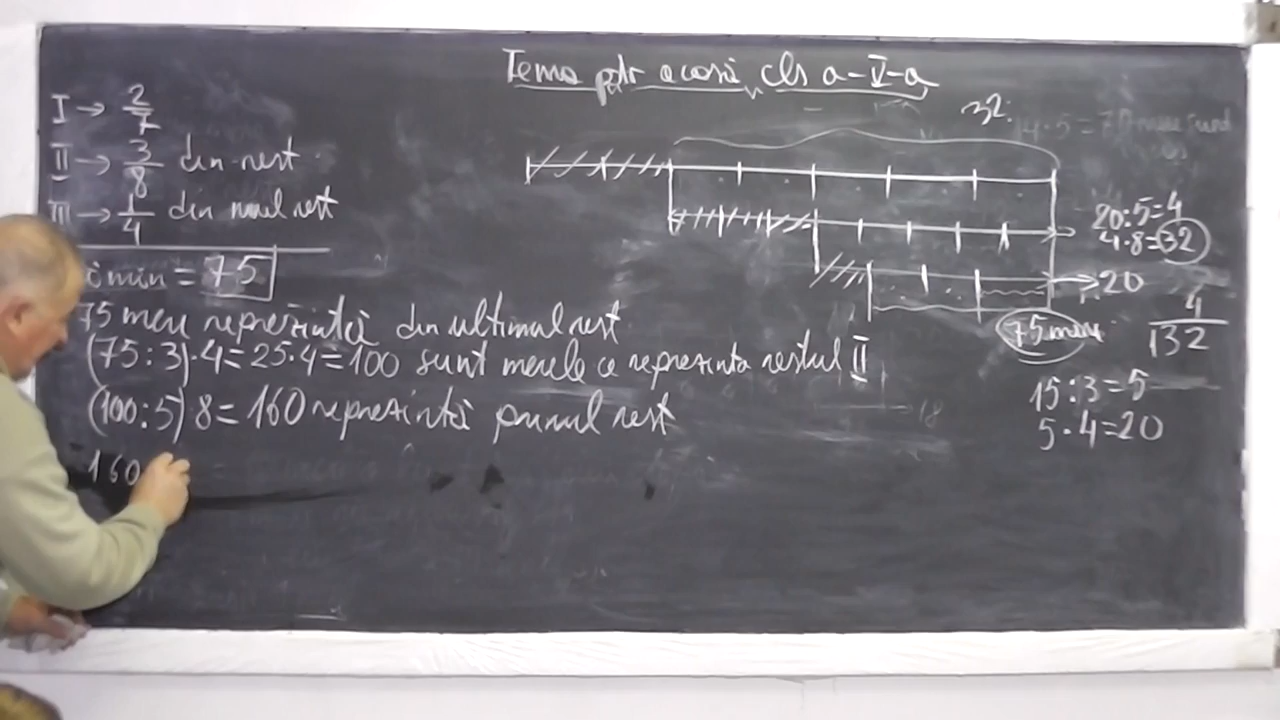 Tema ptr acasă cls a-V-a
I → 2/7
II → 3/8 din rest
III → 1/4 din noul rest
= 75
75 mere reprezintă din ultimul rest
(75:3)·4=25·4=100 sunt merele ce reprezinta restul II
(100:5)·8=160 reprezintă primul rest
160
32
14·5=70 mere sunt
20:5=4
4·8=32
20
75 mere
4
132
15:3=5
5·4=20